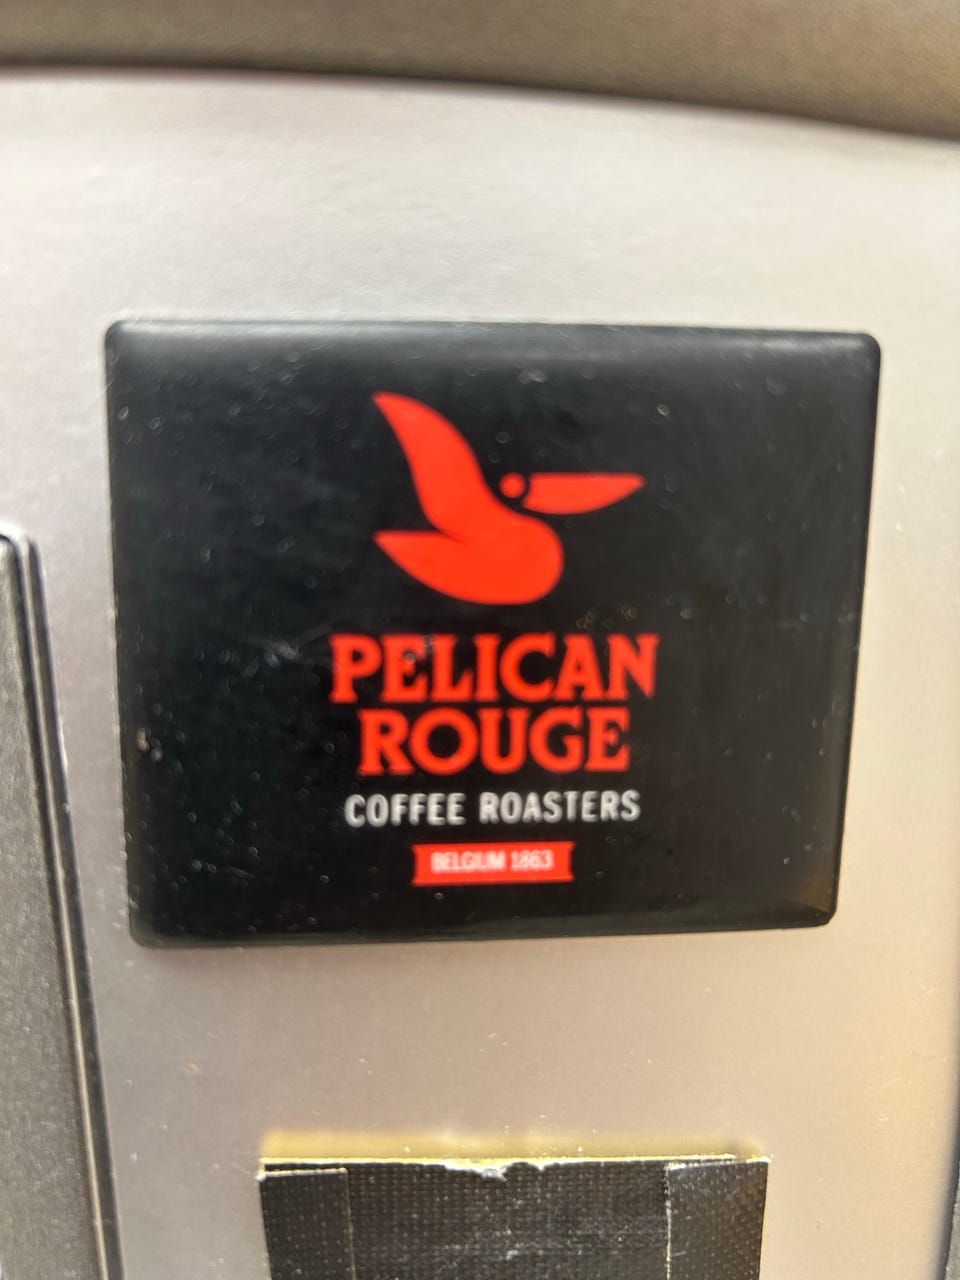 PELICAN
ROUGE
COFFEE ROASTERS
BELGIUM 1863